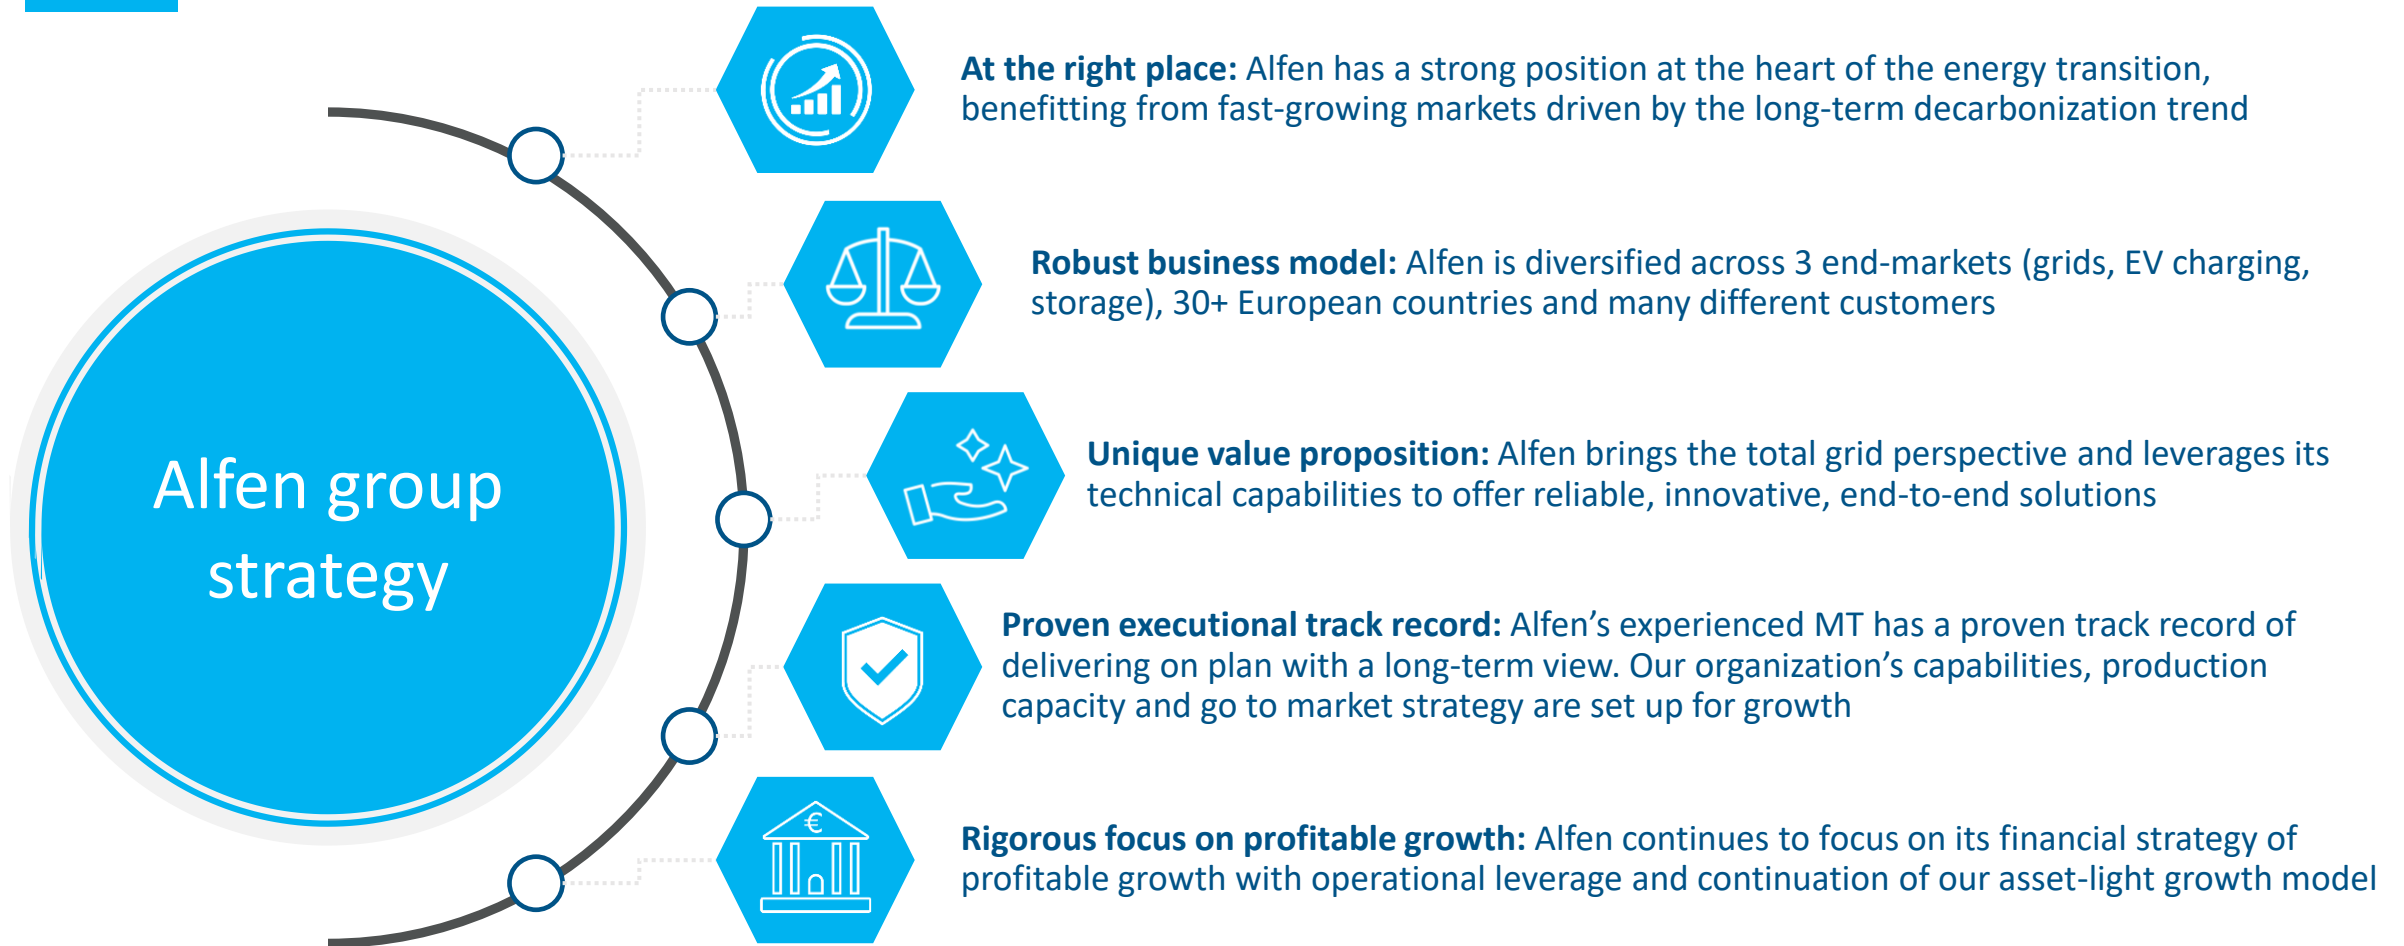 Alfen group
strategy
At the right place: Alfen has a strong position at the heart of the energy transition,
benefitting from fast-growing markets driven by the long-term decarbonization trend
Robust business model: Alfen is diversified across 3 end-markets (grids, EV charging,
storage), 30+ European countries and many different customers
Unique value proposition: Alfen brings the total grid perspective and leverages its
technical capabilities to offer reliable, innovative, end-to-end solutions
Proven executional track record: Alfen’s experienced MT has a proven track record of
delivering on plan with a long-term view. Our organization’s capabilities, production
capacity and go to market strategy are set up for growth
€
Rigorous focus on profitable growth: Alfen continues to focus on its financial strategy of
profitable growth with operational leverage and continuation of our asset-light growth model